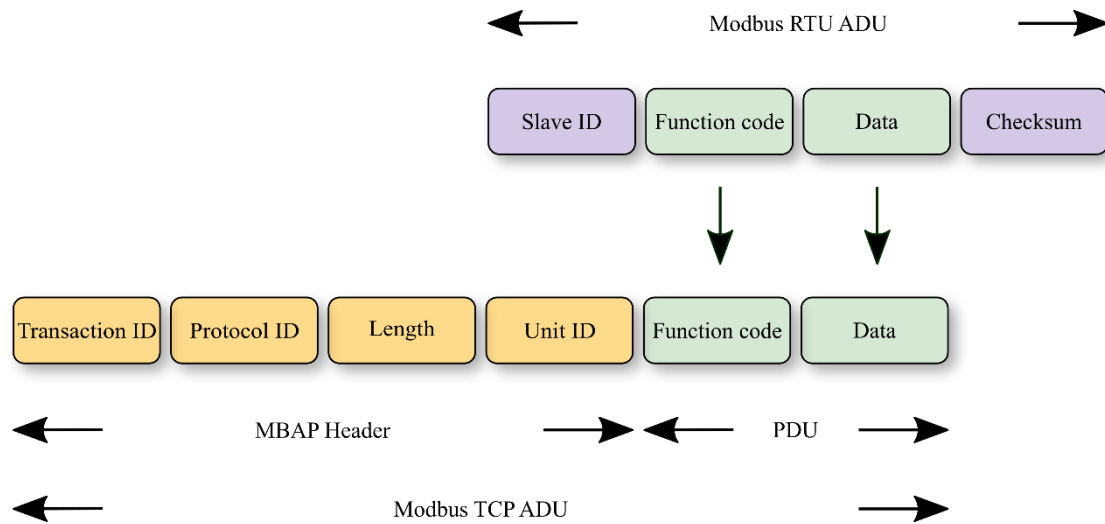 Modbus RTU ADU
Slave ID
Function code
Data
Checksum
Transaction ID
Protocol ID
Length
Unit ID
Function code
Data
MBAP Header
PDU
Modbus TCP ADU